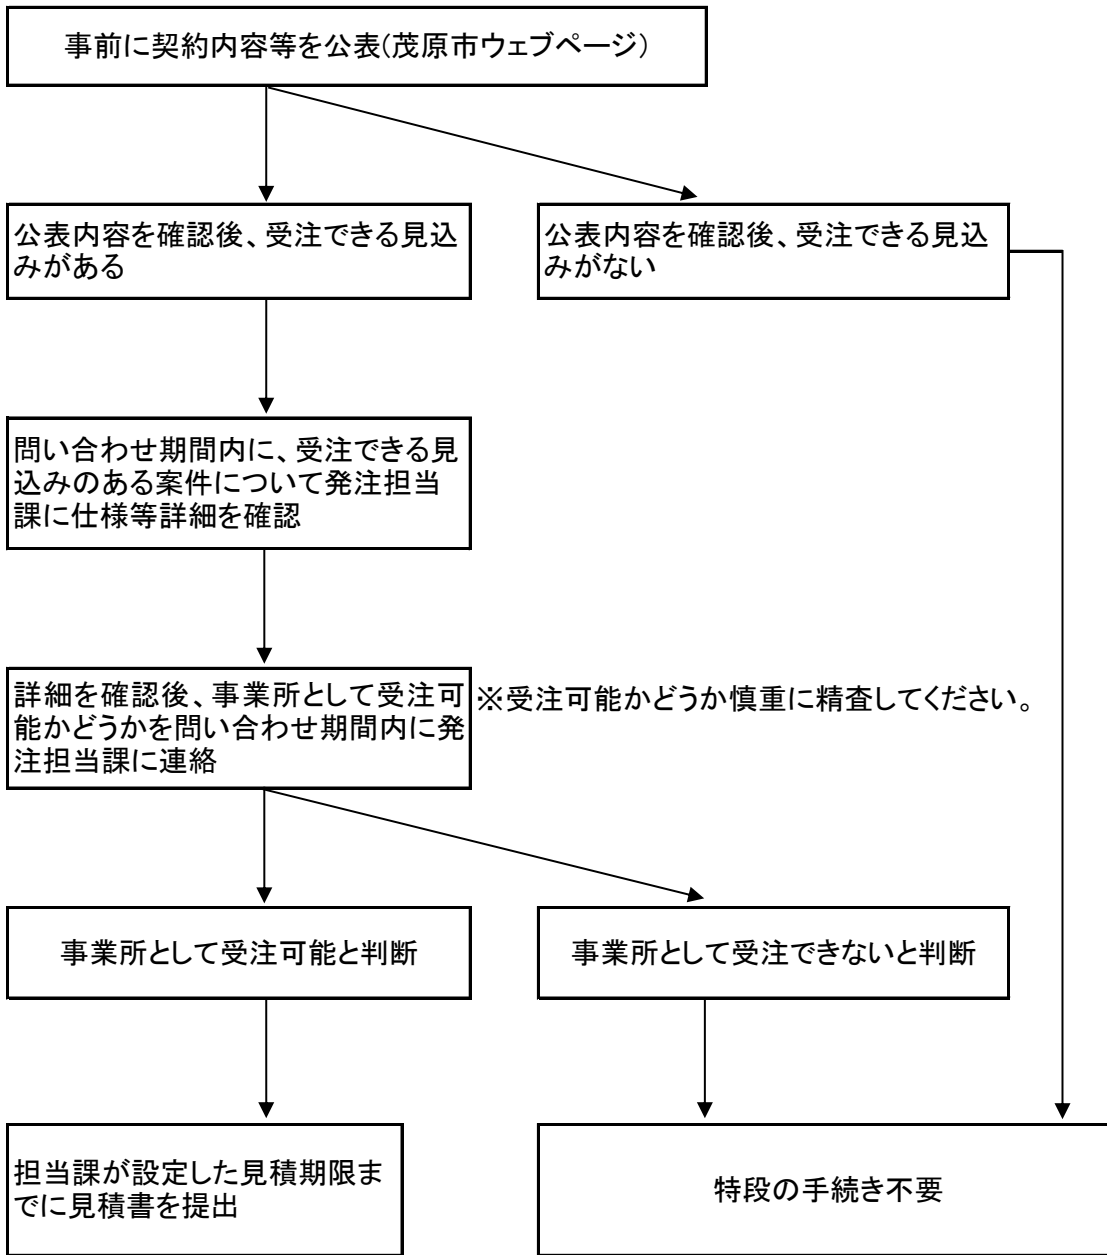 事前に契約内容等を公表(茂原市ウェブページ)
公表内容を確認後、受注できる見込
みがある
公表内容を確認後、受注できる見込
みがない
問い合わせ期間内に、受注できる見
込みのある案件について発注担当
課に仕様等詳細を確認
詳細を確認後、事業所として受注可
能かどうかを問い合わせ期間内に発
注担当課に連絡
※受注可能かどうか慎重に精査してください。
事業所として受注可能と判断
事業所として受注できないと判断
担当課が設定した見積期限ま
でに見積書を提出
特段の手続き不要